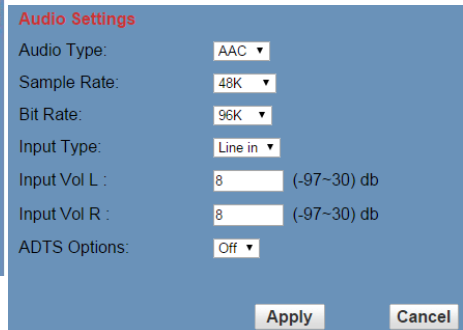 Audio Settings
Audio Type: AAC
Sample Rate: 48K
Bit Rate: 96K
Input Type: Line in
Input Vol L : 8 (-97~30) db
Input Vol R : 8 (-97~30) db
ADTS Options: Off
Apply Cancel